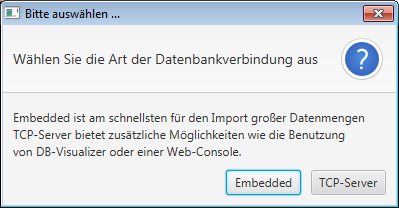 Bitte auswählen ...
Wählen Sie die Art der Datenbankverbindung aus
?
Embedded ist am schnellsten für den Import großer Datenmengen
TCP-Server bietet zusätzliche Möglichkeiten wie die Benutzung
von DB-Visualizer oder einer Web-Console.
Embedded
TCP-Server